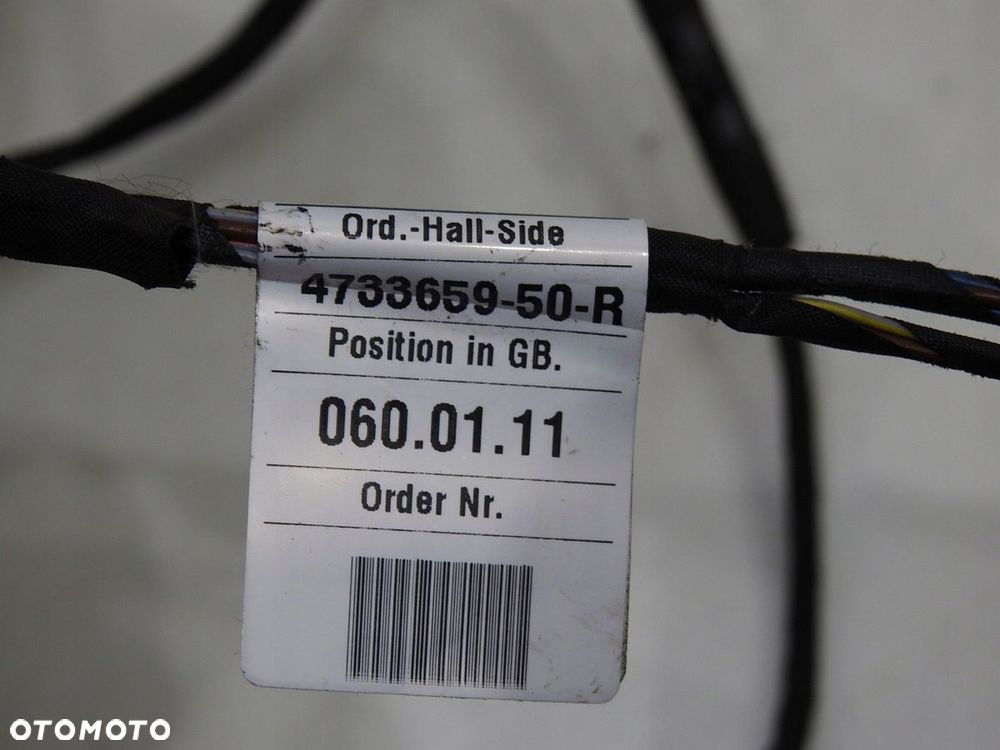 Ord.-Hall-Side
4733659-50-R
Position in GB.
060.01.11
Order Nr.
OTOMOTO